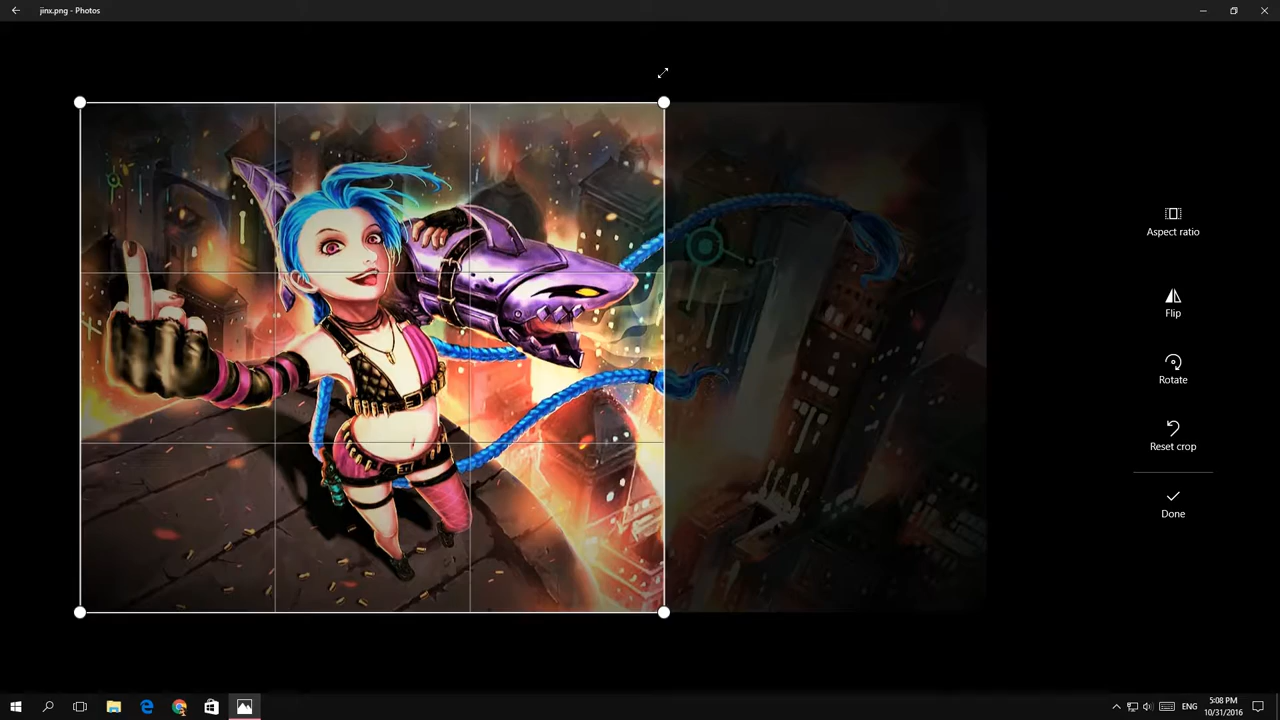 jinx.png - Photos
Aspect ratio
Flip
Rotate
Reset crop
Done
ENG
5:08 PM
10/31/2016